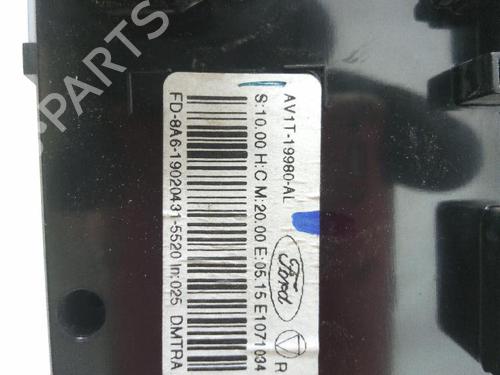 PARTS
AV1T-19980-AL
S:10.00 H:C M:20.00 E:05.15 E1071034
FD-8A6-19020431-5520 In:025 DMTRA
Ford
R